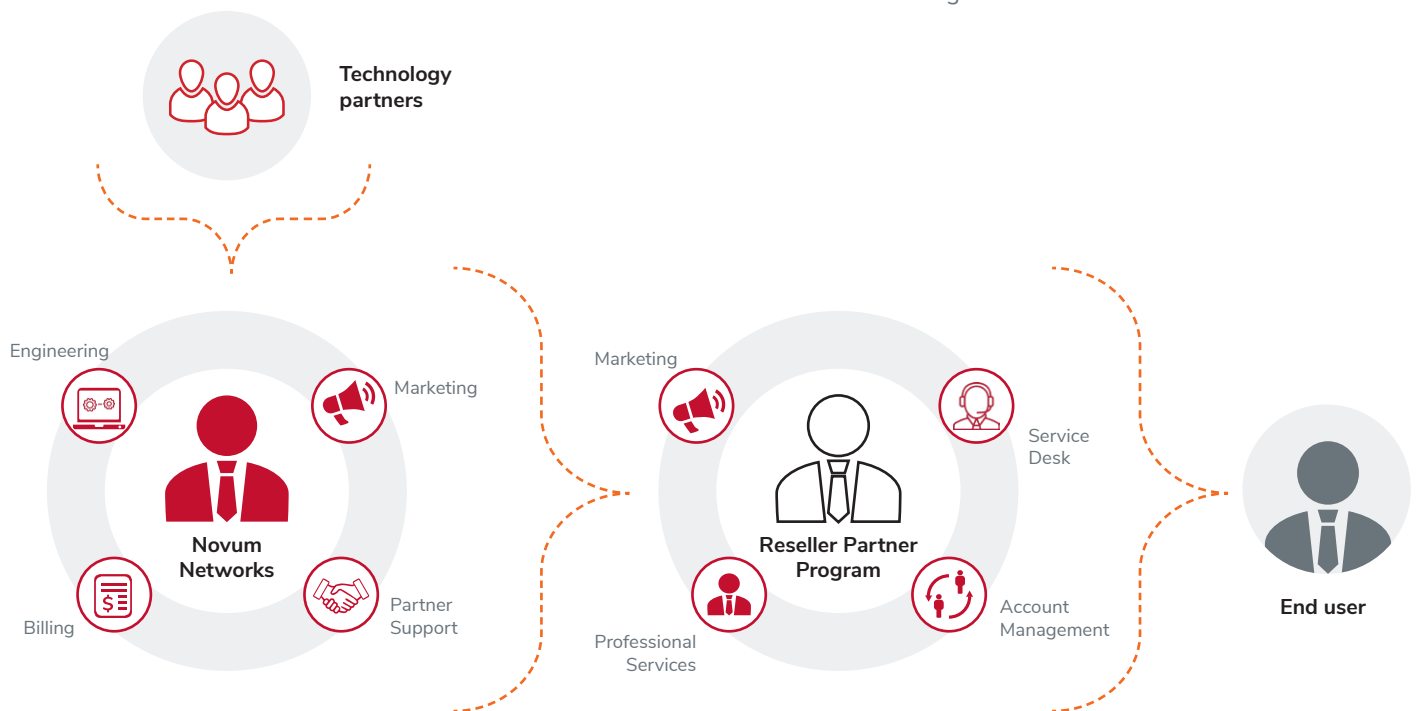 Technology
partners
Engineering
Marketing
Novum
Networks
Billing
Partner
Support
Marketing
Service
Desk
Reseller Partner
Program
Professional
Services
Account
Management
End user